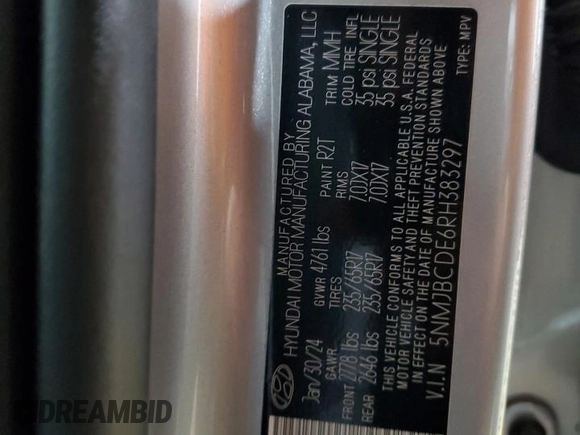 MANUFACTURED BY
HYUNDAI MOTOR MANUFACTURING ALABAMA, LLC
Jan/30/24 GVWR 4761 lbs PAINT R2T TRIM MMH
GAWR TIRES RIMS COLD TIRE INFL
FRONT 2778 lbs 235/65R17 7.0JX17 35 psi SINGLE
REAR 2646 lbs 235/65R17 7.0JX17 35 psi SINGLE
THIS VEHICLE CONFORMS TO ALL APPLICABLE U.S.A. FEDERAL
MOTOR VEHICLE SAFETY AND THEFT PREVENTION STANDARDS
IN EFFECT ON THE DATE OF MANUFACTURE SHOWN ABOVE
V.I.N 5NMJBCDE6RH383297 TYPE: MPV
DREAMBID